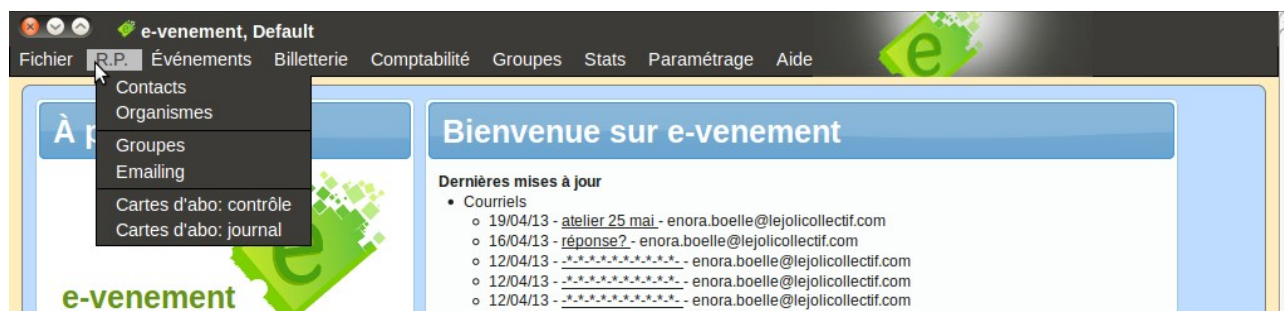 e-venement, Default
Fichier R.P. Événements Billetterie Comptabilité Groupes Stats Paramétrage Aide
Contacts
Organismes
Groupes
Emailing
Cartes d'abo: contrôle
Cartes d'abo: journal
À p
e-venement
Bienvenue sur e-venement
Dernières mises à jour
• Courriels
19/04/13 - atelier 25 mai - enora.boelle@lejolicollectif.com
16/04/13 - réponse? - enora.boelle@lejolicollectif.com
12/04/13 - -*-*-*-*-*-*-*-*-*-*- - enora.boelle@lejolicollectif.com
12/04/13 - -*-*-*-*-*-*-*-*-*-*- - enora.boelle@lejolicollectif.com
12/04/13 - -*-*-*-*-*-*-*-*-*-*- - enora.boelle@lejolicollectif.com